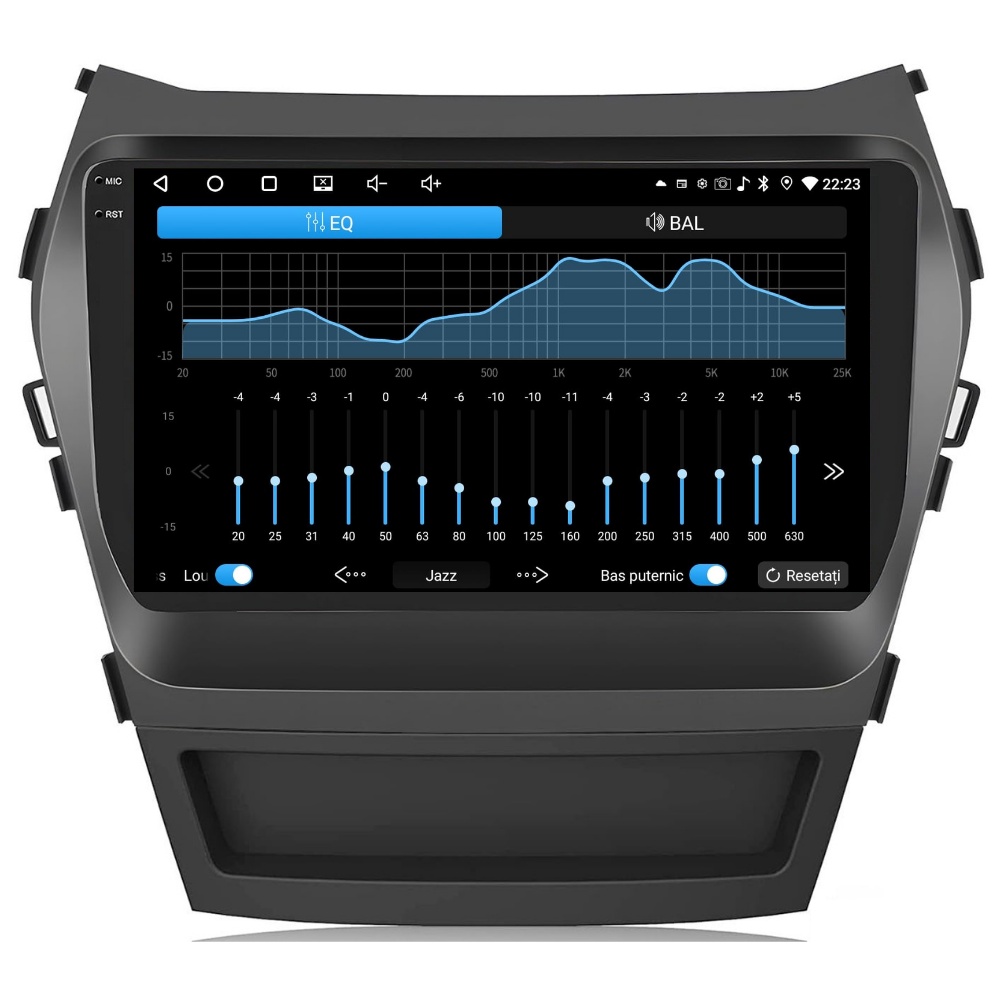 MIC
RST
22:23
EQ
BAL
15
0
-15
20 50 100 200 500 1K 2K 5K 10K 25K
-4 -4 -3 -1 0 -4 -6 -10 -10 -11 -4 -3 -2 -2 +2 +5
15
0
-15
20 25 31 40 50 63 80 100 125 160 200 250 315 400 500 630
s Lou
Jazz
Bas puternic
Resetați